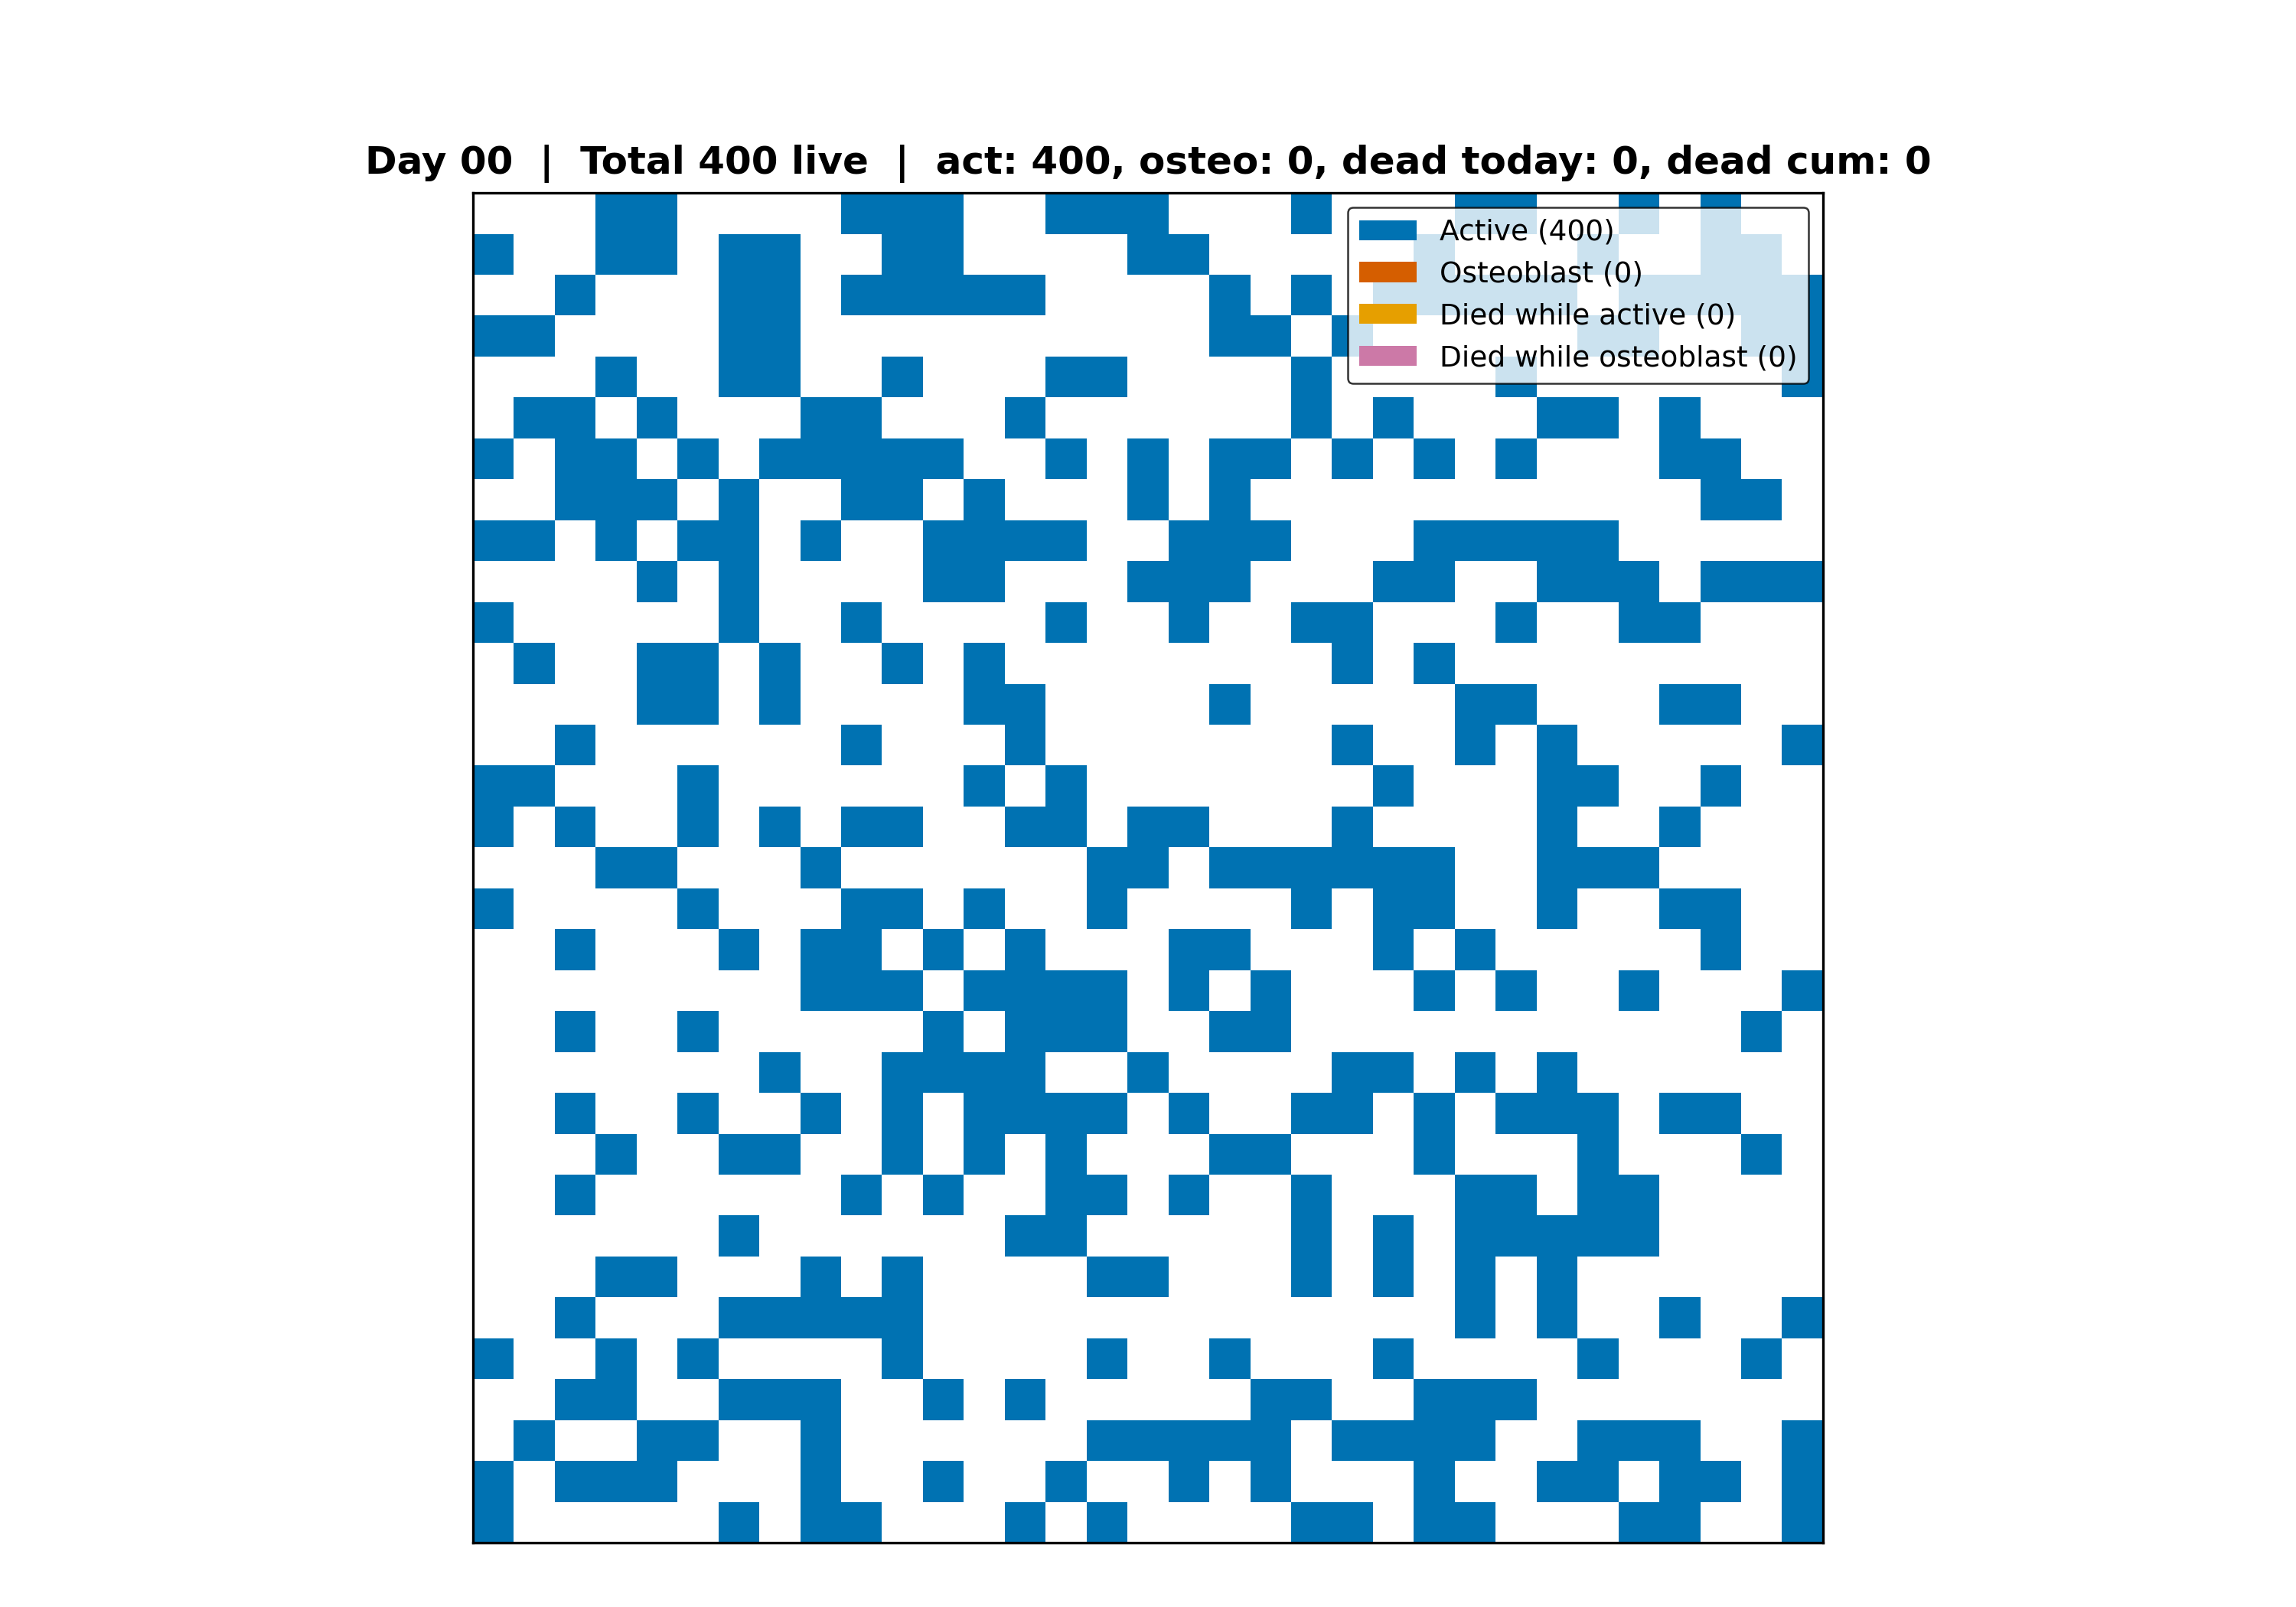 Day 00 | Total 400 live | act: 400, osteo: 0, dead today: 0, dead cum: 0
Active (400)
Osteoblast (0)
Died while active (0)
Died while osteoblast (0)